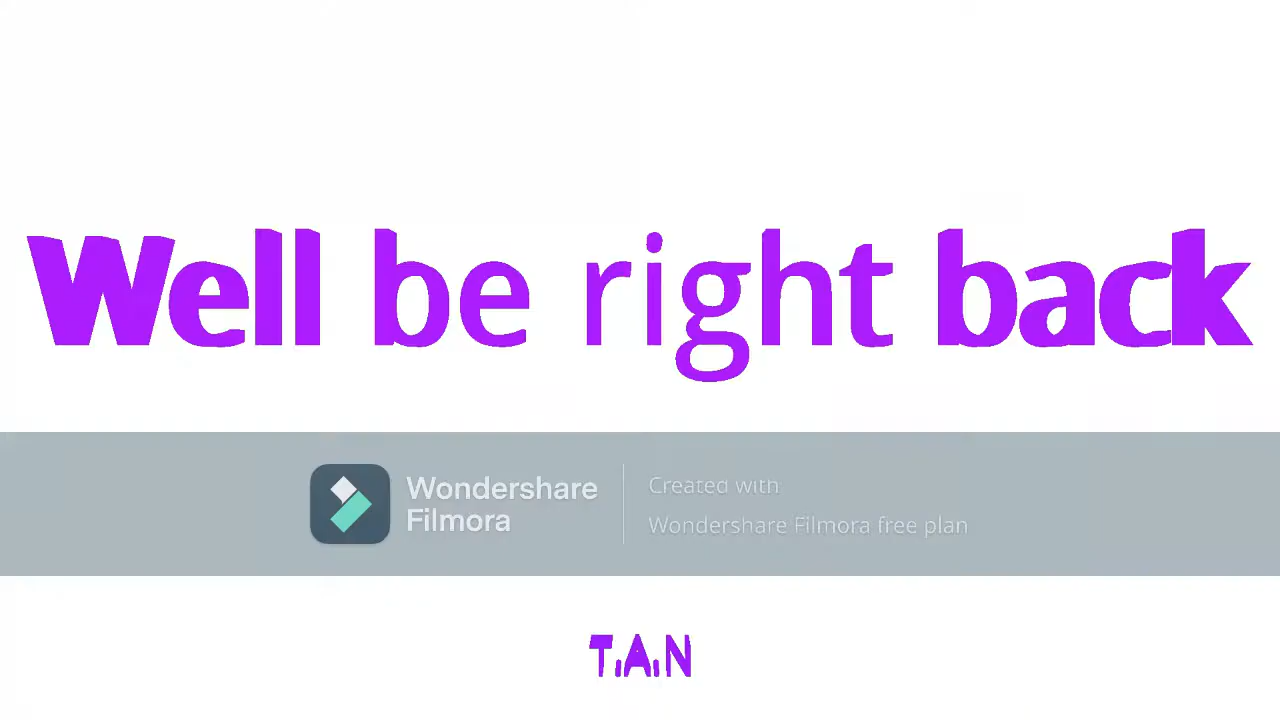 Well be right back
Wondershare
Filmora
Created with
Wondershare Filmora free plan
T.A.N